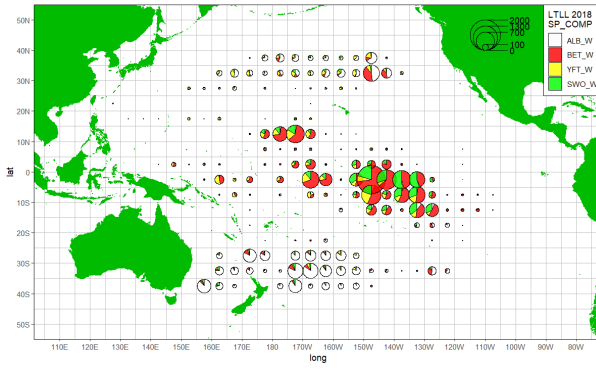 50N
40N
30N
20N
10N
0
10S
20S
30S
40S
50S
lat
110E 120E 130E 140E 150E 160E 170E 180 170W 160W 150W 140W 130W 120W 110W 100W 90W 80W
long
2000
1300
700
100
0
LTLL 2018
SP_COMP
ALB_W
BET_W
YFT_W
SWO_W